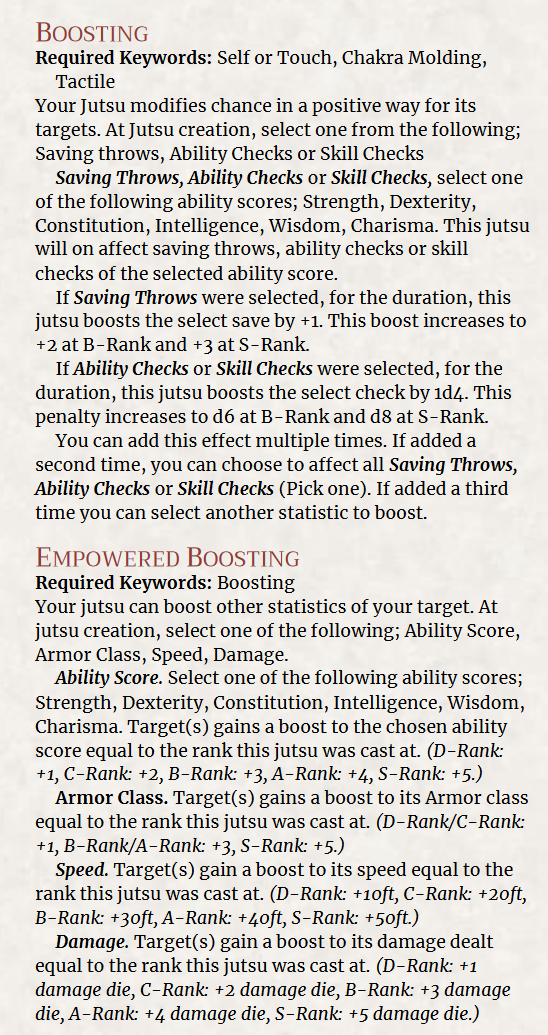 BOOSTING
Required Keywords: Self or Touch, Chakra Molding,
Tactile
Your Jutsu modifies chance in a positive way for its
targets. At Jutsu creation, select one from the following;
Saving throws, Ability Checks or Skill Checks
Saving Throws, Ability Checks or Skill Checks, select one
of the following ability scores; Strength, Dexterity,
Constitution, Intelligence, Wisdom, Charisma. This jutsu
will on affect saving throws, ability checks or skill
checks of the selected ability score.
If Saving Throws were selected, for the duration, this
jutsu boosts the select save by +1. This boost increases to
+2 at B-Rank and +3 at S-Rank.
If Ability Checks or Skill Checks were selected, for the
duration, this jutsu boosts the select check by 1d4. This
penalty increases to d6 at B-Rank and d8 at S-Rank.
You can add this effect multiple times. If added a
second time, you can choose to affect all Saving Throws,
Ability Checks or Skill Checks (Pick one). If added a third
time you can select another statistic to boost.
EMPOWERED BOOSTING
Required Keywords: Boosting
Your jutsu can boost other statistics of your target. At
jutsu creation, select one of the following; Ability Score,
Armor Class, Speed, Damage.
Ability Score. Select one of the following ability scores;
Strength, Dexterity, Constitution, Intelligence, Wisdom,
Charisma. Target(s) gains a boost to the chosen ability
score equal to the rank this jutsu was cast at. (D-Rank:
+1, C-Rank: +2, B-Rank: +3, A-Rank: +4, S-Rank: +5.)
Armor Class. Target(s) gains a boost to its Armor class
equal to the rank this jutsu was cast at. (D-Rank/C-Rank:
+1, B-Rank/A-Rank: +3, S-Rank: +5.)
Speed. Target(s) gain a boost to its speed equal to the
rank this jutsu was cast at. (D-Rank: +10ft, C-Rank: +20ft,
B-Rank: +30ft, A-Rank: +40ft, S-Rank: +50ft.)
Damage. Target(s) gain a boost to its damage dealt
equal to the rank this jutsu was cast at. (D-Rank: +1
damage die, C-Rank: +2 damage die, B-Rank: +3 damage
die, A-Rank: +4 damage die, S-Rank: +5 damage die.)